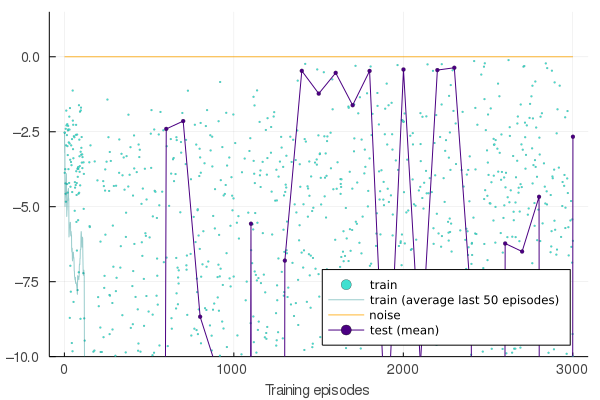 0.0
−2.5
−5.0
−7.5
−10.0
train
train (average last 50 episodes)
noise
test (mean)
0 1000 2000 3000
Training episodes